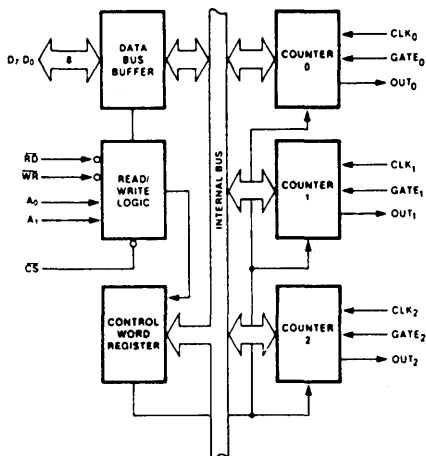 D7 D0
8
DATA
BUS
BUFFER
COUNTER
0
CLK0
GATE0
OUT0
RD
WR
A0
A1
CS
READ/
WRITE
LOGIC
INTERNAL BUS
COUNTER
1
CLK1
GATE1
OUT1
CONTROL
WORD
REGISTER
COUNTER
2
CLK2
GATE2
OUT2